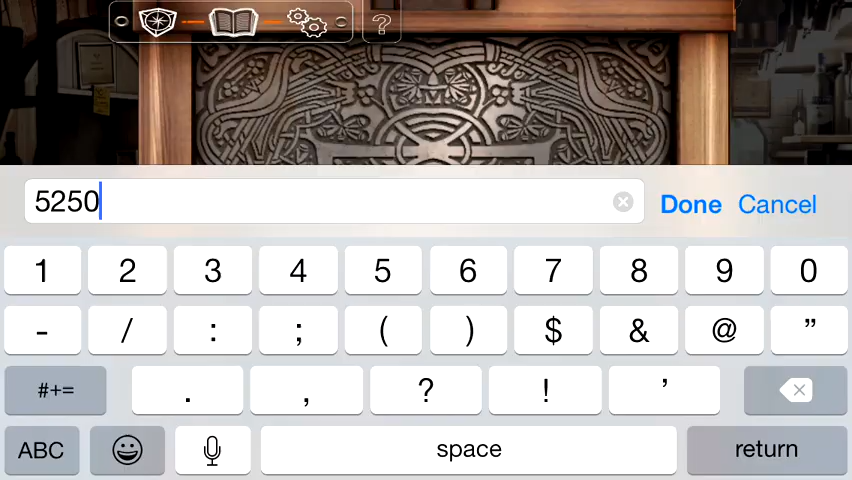 ?
5250
Done Cancel
1 2 3 4 5 6 7 8 9 0
- / : ; ( ) $ & @ "
#+= . , ? ! '
ABC space return